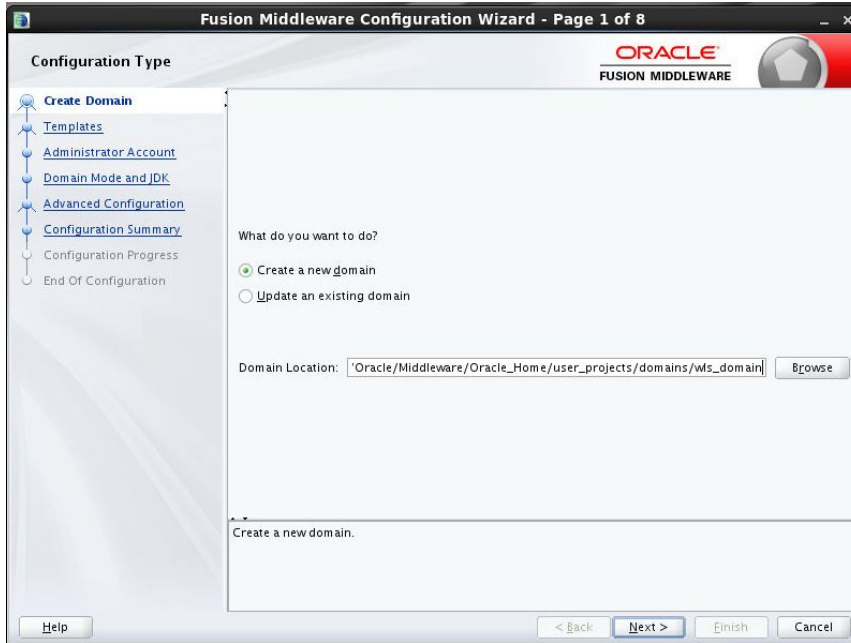 Fusion Middleware Configuration Wizard - Page 1 of 8
Configuration Type
ORACLE
FUSION MIDDLEWARE
Create Domain
Templates
Administrator Account
Domain Mode and JDK
Advanced Configuration
Configuration Summary
Configuration Progress
End Of Configuration
What do you want to do?
Create a new domain
Update an existing domain
Domain Location: 'Oracle/Middleware/Oracle_Home/user_projects/domains/wls_domain Browse
Create a new domain.
Help < Back Next > Finish Cancel